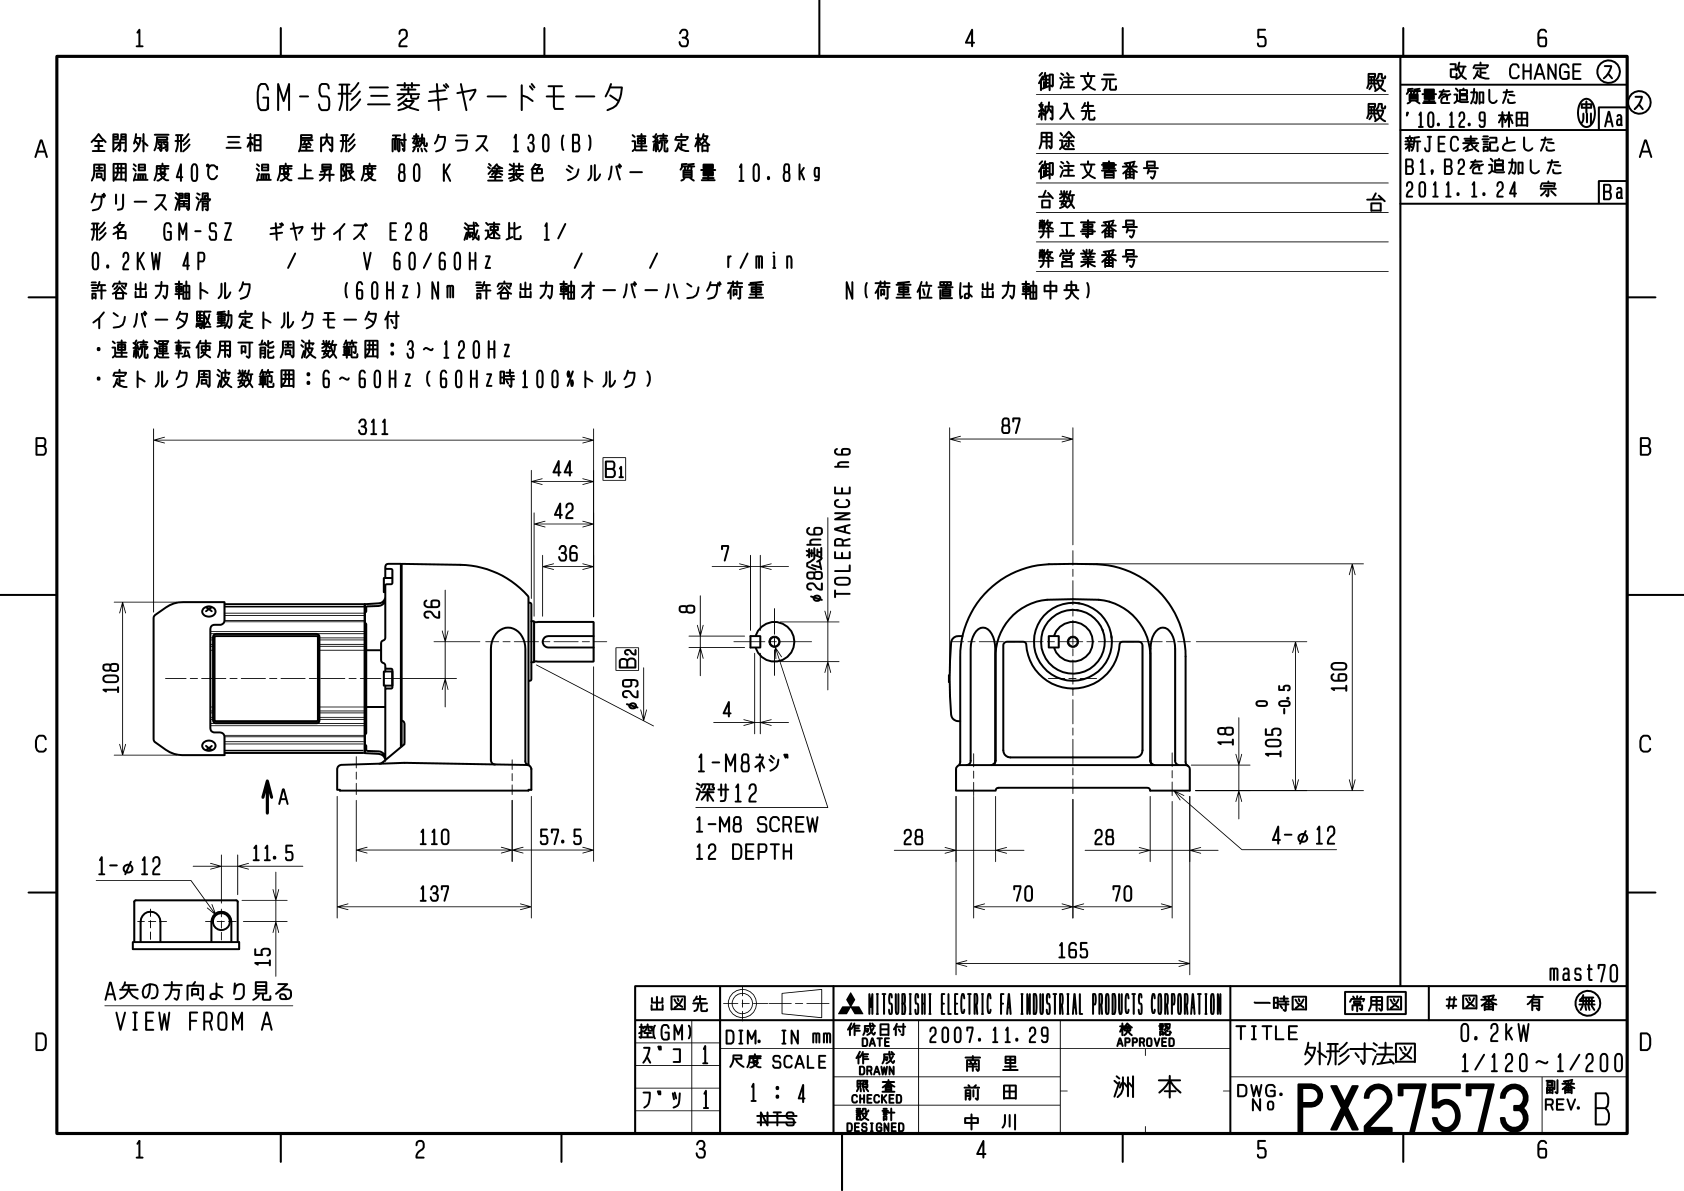 1 2 3 4 5 6
GM-S形三菱ギヤードモータ
全閉外扇形 三相 屋内形 耐熱クラス 130(B) 連続定格
周囲温度40℃ 温度上昇限度 80 K 塗装色 シルバー 質量 10.8kg
グリース潤滑
形名 GM-SZ ギヤサイズ E28 減速比 1/
0.2KW 4P / V 60/60Hz / / r/min
許容出力軸トルク (60Hz)Nm 許容出力軸オーバーハング荷重 N(荷重位置は出力軸中央)
インバータ駆動定トルクモータ付
・連続運転使用可能周波数範囲：3～120Hz
・定トルク周波数範囲：6～60Hz(60Hz時100%トルク)
御注文元 殿
納入先 殿
用途
御注文書番号
台数 台
弊工事番号
弊営業番号
改定 CHANGE ス
質量を追加した
'10.12.9 林田 中川 Aa
ス
新JEC表記とした
B1,B2を追加した
2011.1.24 宗 Ba
A A
B B
C C
D D
311
44 B1
42
36
26
108
B2
φ29
A
110
57.5
137
1-φ12
11.5
15
A矢の方向より見る
VIEW FROM A
7
8
4
φ28公差h6
TOLERANCE h6
1-M8ネジ
深サ12
1-M8 SCREW
12 DEPTH
87
160
105 0 -0.5
18
28
28
4-φ12
70
70
165
mast70
出図先
控(GM)
ズコ 1
ブツ 1
DIM. IN mm
尺度 SCALE
1 : 4
NTS
MITSUBISHI ELECTRIC FA INDUSTRIAL PRODUCTS CORPORATION
作成日付 DATE 2007.11.29
検認 APPROVED
作成 DRAWN 南里
照査 CHECKED 前田
洲本
設計 DESIGNED 中川
一時図 常用図 #図番 有 無
TITLE
外形寸法図
0.2kW
1/120～1/200
DWG. No PX27573
副番 REV. B
1 2 3 4 5 6